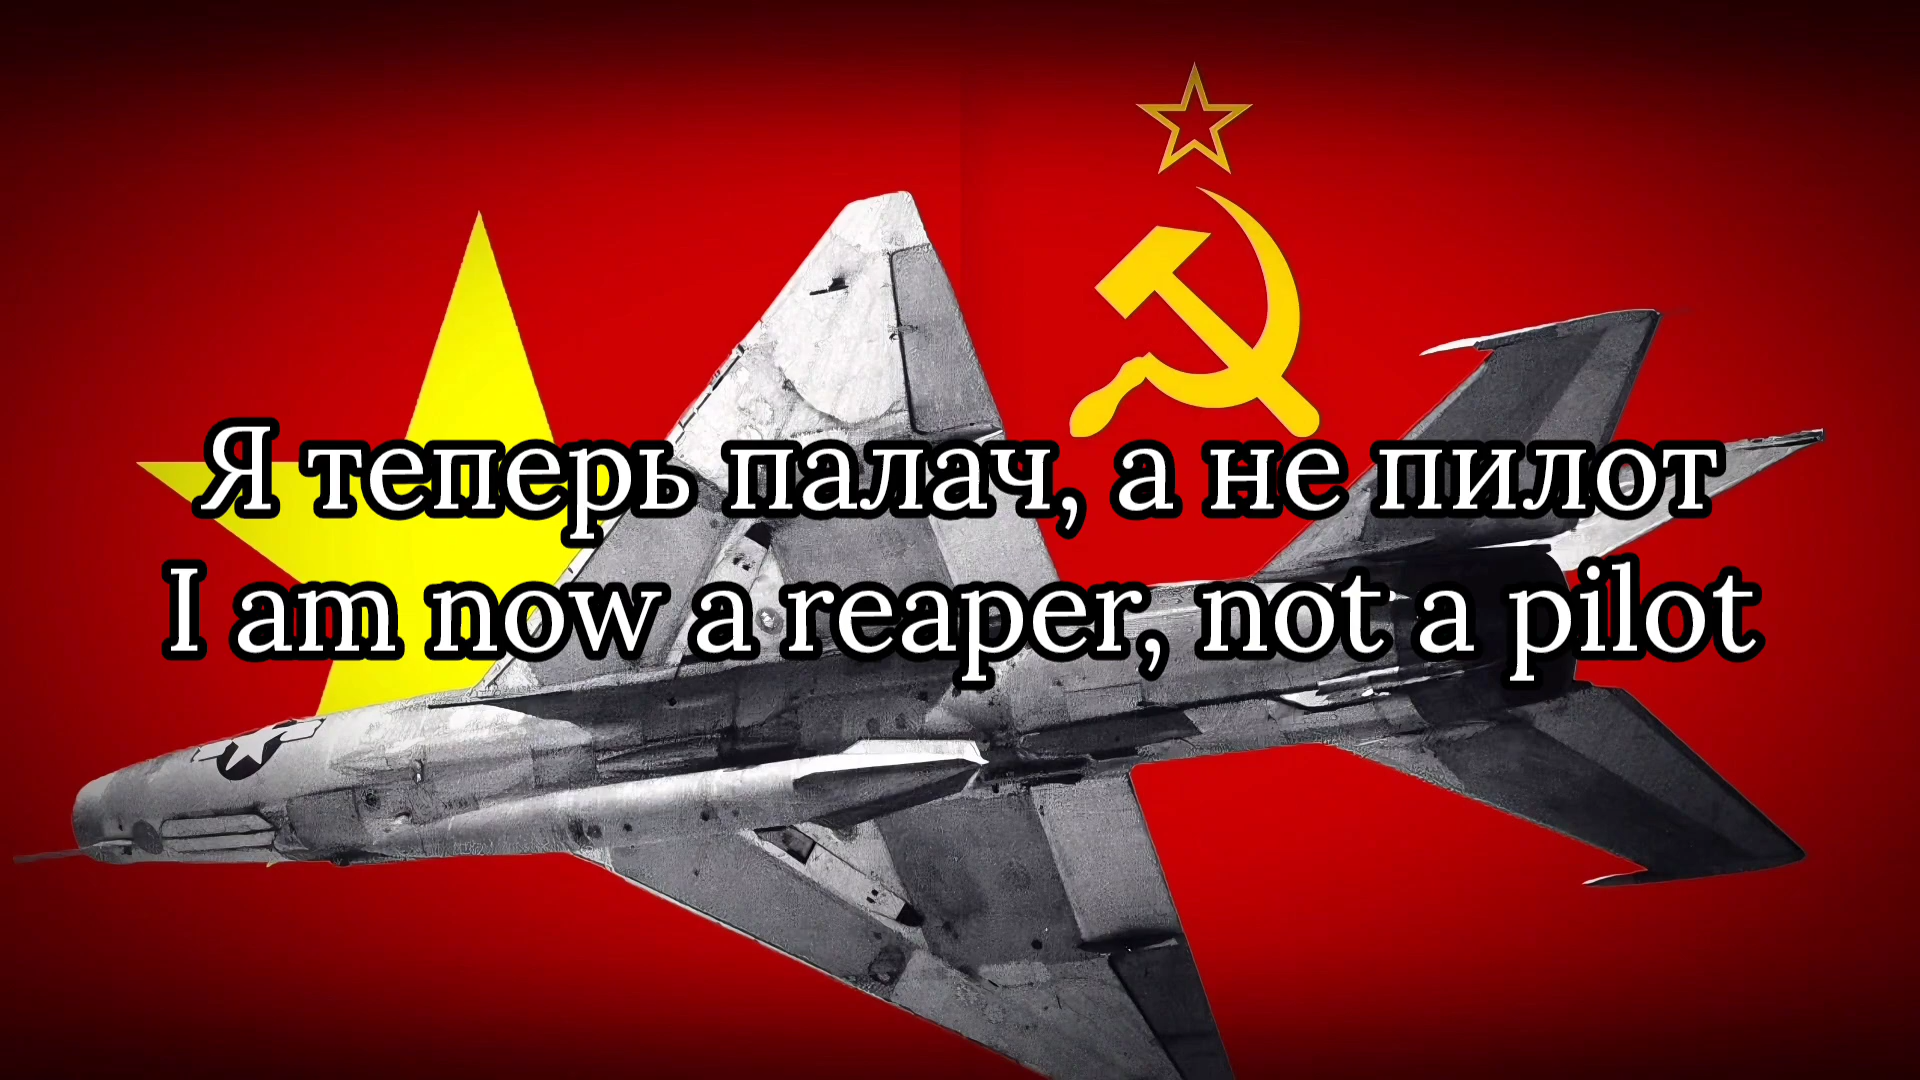 Я теперь палач, а не пилот
I am now a reaper, not a pilot